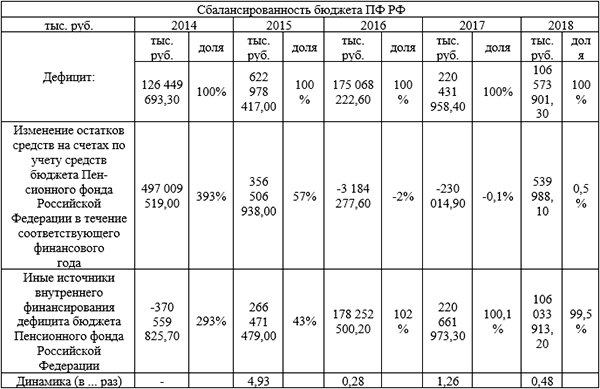 Сбалансированность бюджета ПФ РФ
тыс. руб. 2014 2015 2016 2017 2018
тыс. руб. доля тыс. руб. доля тыс. руб. доля тыс. руб. доля тыс. руб. доля
Дефицит: 126 449 693,30 100% 622 978 417,00 100% 175 068 222,60 100% 220 431 958,40 100% 106 573 901,30 100%
Изменение остатков средств на счетах по учету средств бюджета Пен-сионного фонда Российской Федерации в течение соответствующего финансового года 497 009 519,00 393% 356 506 938,00 57% -3 184 277,60 -2% -230 014,90 -0,1% 539 988,10 0,5%
Иные источники внутреннего финансирования дефицита бюджета Пенсионного фонда Российской Федерации -370 559 825,70 293% 266 471 479,00 43% 178 252 500,20 102% 220 661 973,30 100,1% 106 033 913,20 99,5%
Динамика (в ... раз) - 4,93 0,28 1,26 0,48